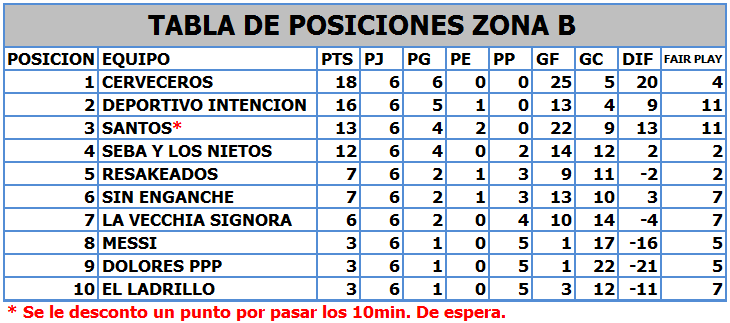 TABLA DE POSICIONES ZONA B
POSICION EQUIPO PTS PJ PG PE PP GF GC DIF FAIR PLAY
1 CERVECEROS 18 6 6 0 0 25 5 20 4
2 DEPORTIVO INTENCION 16 6 5 1 0 13 4 9 11
3 SANTOS* 13 6 4 2 0 22 9 13 11
4 SEBA Y LOS NIETOS 12 6 4 0 2 14 12 2 2
5 RESAKEADOS 7 6 2 1 3 9 11 -2 2
6 SIN ENGANCHE 7 6 2 1 3 13 10 3 7
7 LA VECCHIA SIGNORA 6 6 2 0 4 10 14 -4 7
8 MESSI 3 6 1 0 5 1 17 -16 5
9 DOLORES PPP 3 6 1 0 5 1 22 -21 5
10 EL LADRILLO 3 6 1 0 5 3 12 -11 7
* Se le desconto un punto por pasar los 10min. De espera.